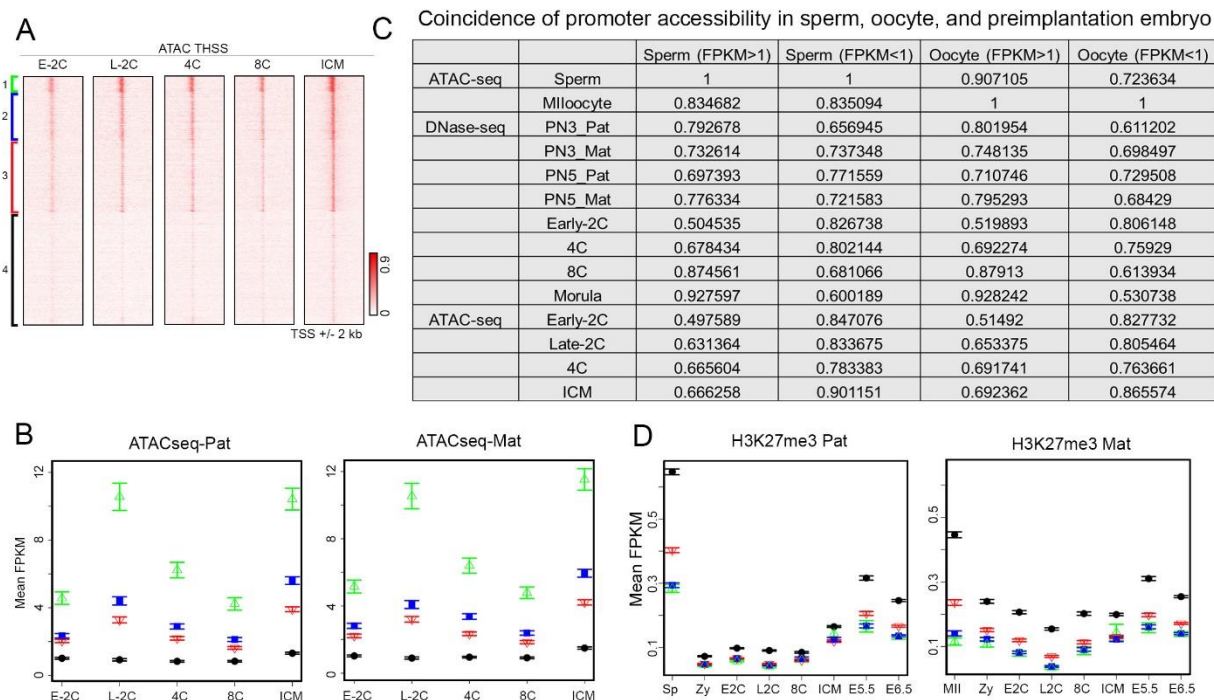 A
ATAC THSS
E-2C L-2C 4C 8C ICM
1
2
3
4
0.9
0
TSS +/- 2 kb
C
Coincidence of promoter accessibility in sperm, oocyte, and preimplantation embryo
Sperm (FPKM>1) Sperm (FPKM<1) Oocyte (FPKM>1) Oocyte (FPKM<1)
ATAC-seq Sperm 1 1 0.907105 0.723634
MIIoocyte 0.834682 0.835094 1 1
DNase-seq PN3_Pat 0.792678 0.656945 0.801954 0.611202
PN3_Mat 0.732614 0.737348 0.748135 0.698497
PN5_Pat 0.697393 0.771559 0.710746 0.729508
PN5_Mat 0.776334 0.721583 0.795293 0.68429
Early-2C 0.504535 0.826738 0.519893 0.806148
4C 0.678434 0.802144 0.692274 0.75929
8C 0.874561 0.681066 0.87913 0.613934
Morula 0.927597 0.600189 0.928242 0.530738
ATAC-seq Early-2C 0.497589 0.847076 0.51492 0.827732
Late-2C 0.631364 0.833675 0.653375 0.805464
4C 0.665604 0.783383 0.691741 0.763661
ICM 0.666258 0.901151 0.692362 0.865574
B
ATACseq-Pat
Mean FPKM
12
8
4
0
E-2C L-2C 4C 8C ICM
ATACseq-Mat
12
8
4
0
E-2C L-2C 4C 8C ICM
D
H3K27me3 Pat
Mean FPKM
0.5
0.3
0.1
Sp Zy E2C L2C 8C ICM E5.5 E6.5
H3K27me3 Mat
0.5
0.3
0.1
MII Zy E2C L2C 8C ICM E5.5 E6.5